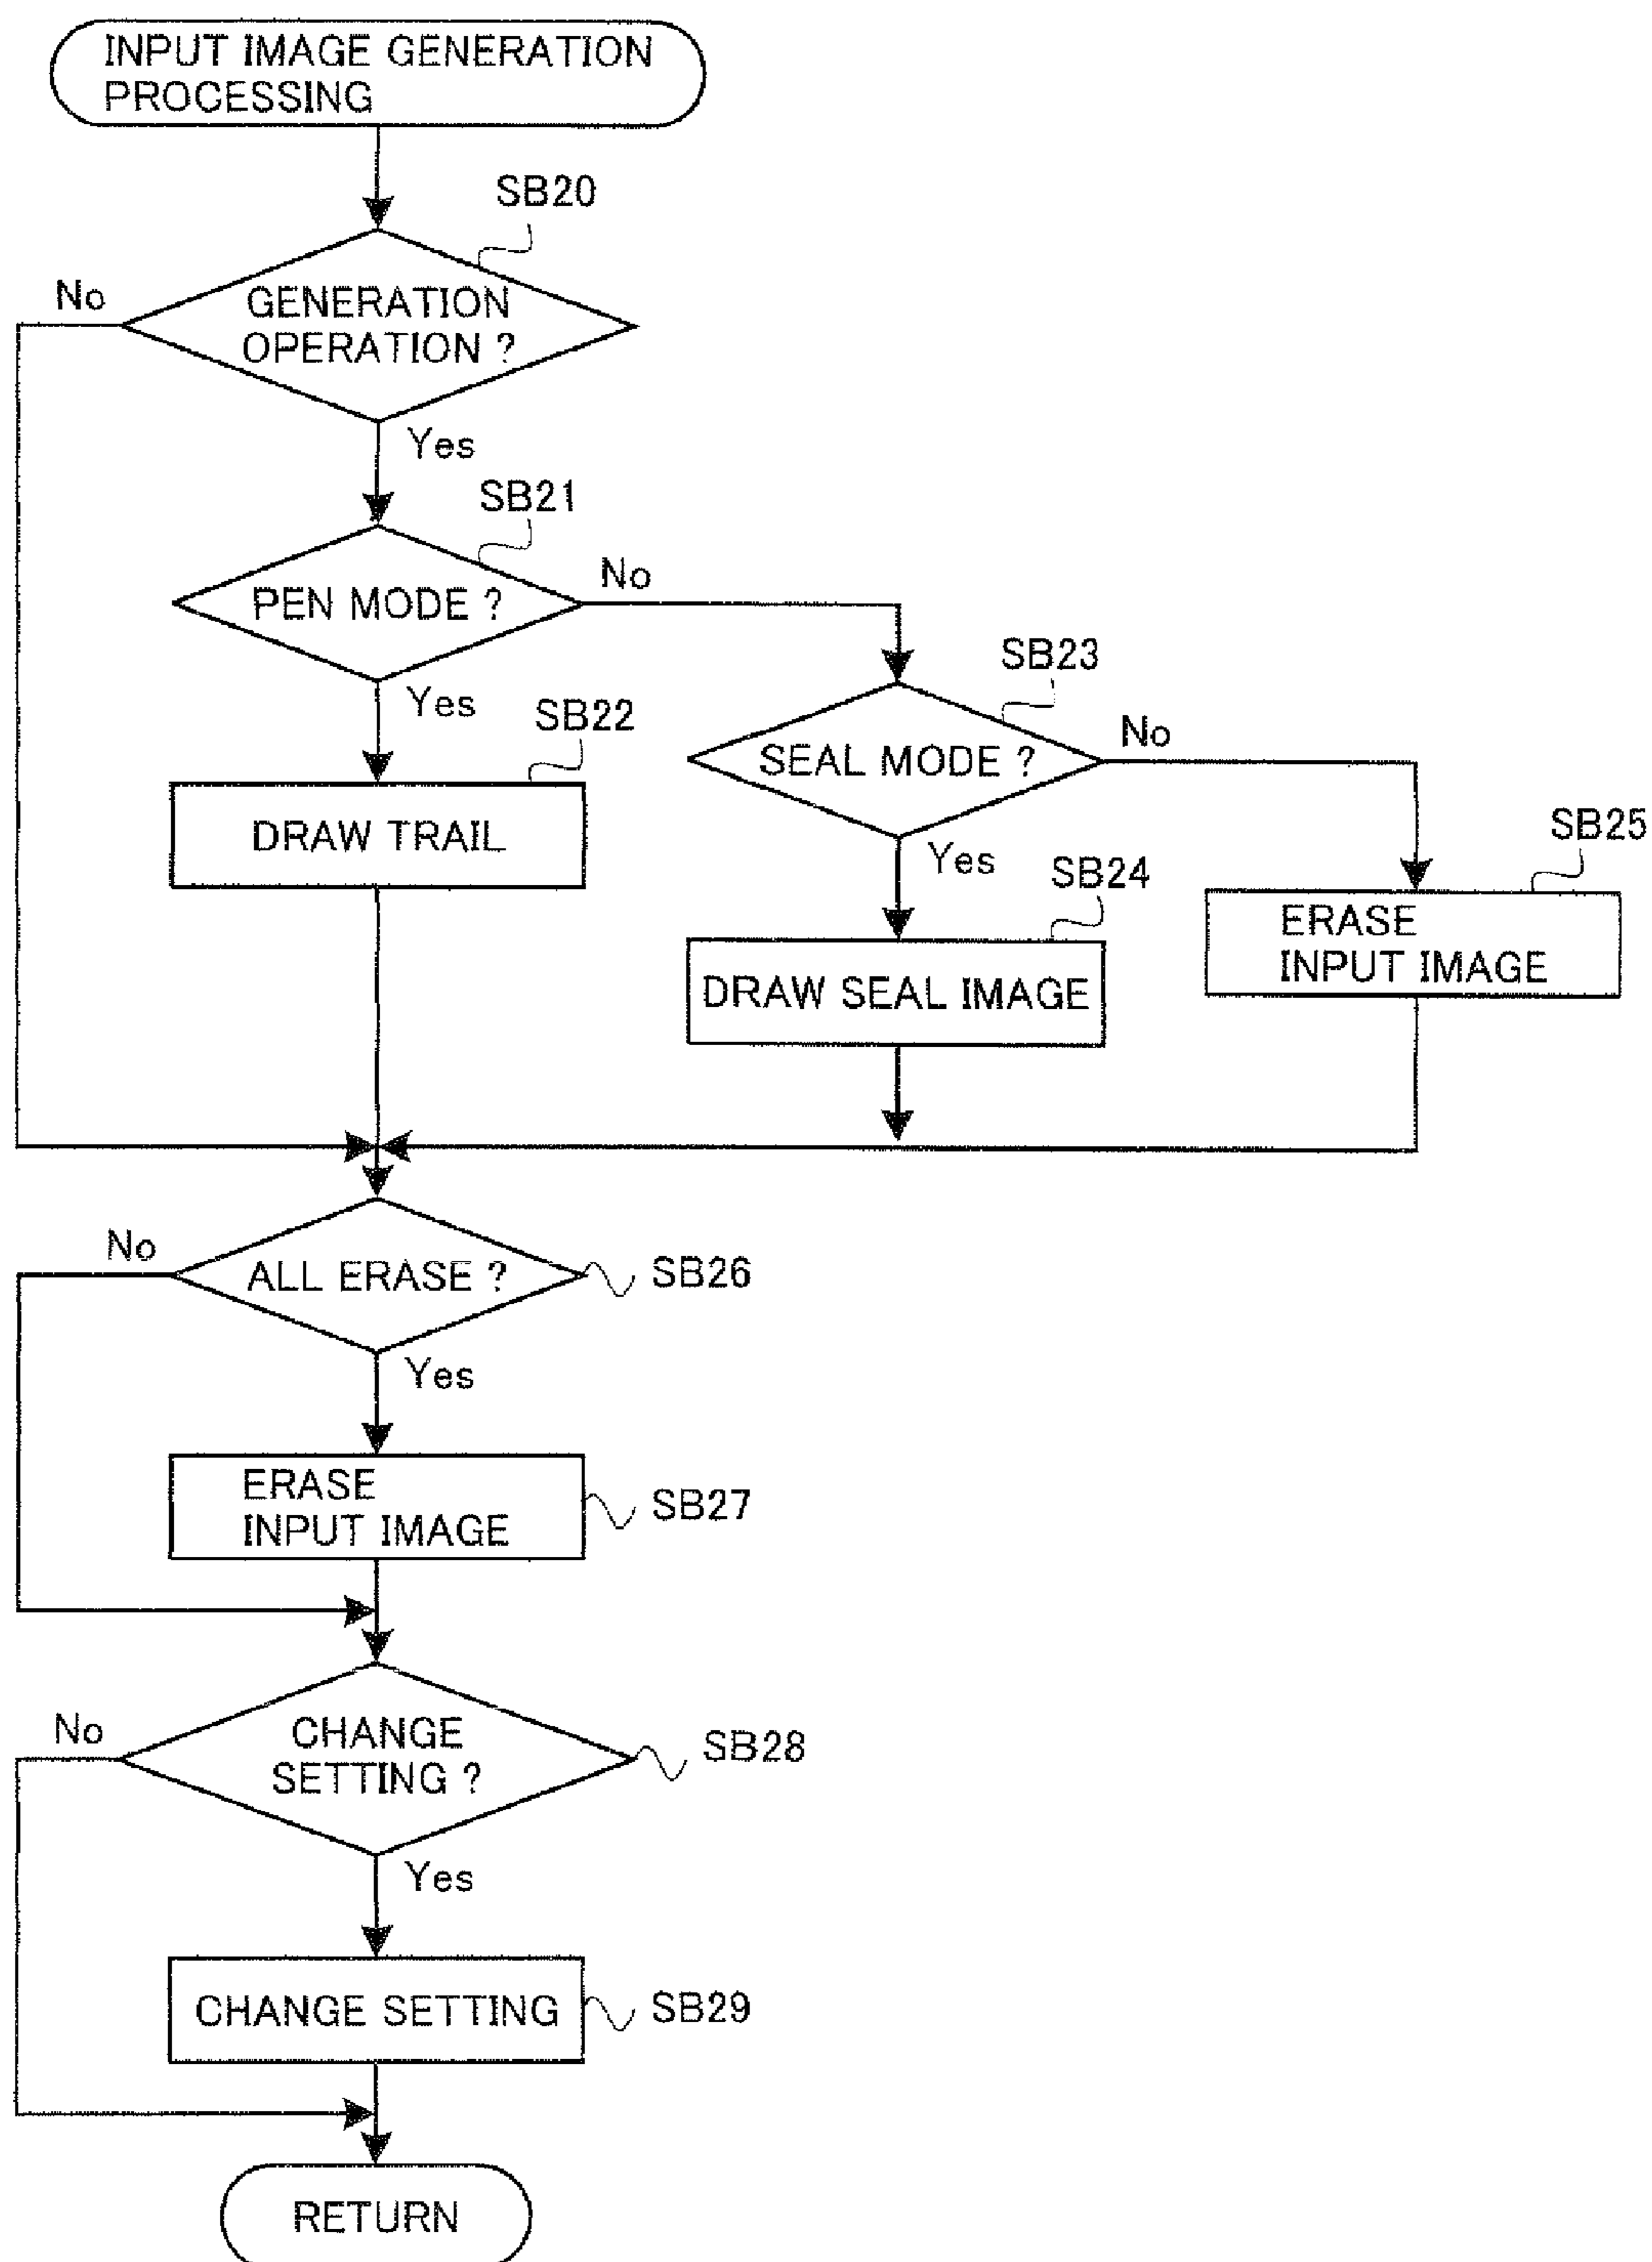 INPUT IMAGE GENERATION
PROCESSING
SB20
No
GENERATION
OPERATION ?
Yes
SB21
PEN MODE ?
No
Yes
SB22
DRAW TRAIL
SB23
SEAL MODE ?
No
Yes
SB24
DRAW SEAL IMAGE
SB25
ERASE
INPUT IMAGE
No
ALL ERASE ?
SB26
Yes
ERASE
INPUT IMAGE
SB27
No
CHANGE
SETTING ?
SB28
Yes
CHANGE SETTING
SB29
RETURN